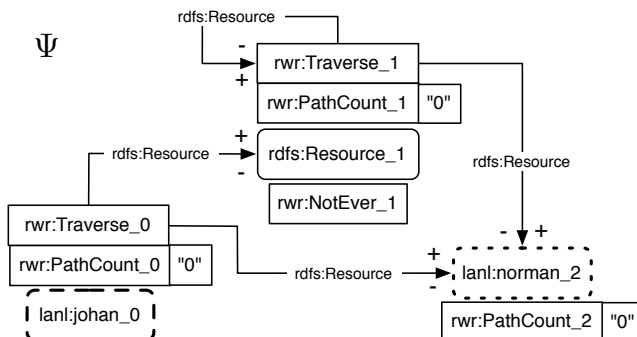 rdfs:Resource
Ψ
-
+
rwr:Traverse_1
rwr:PathCount_1 "0"
rdfs:Resource
+
-
rdfs:Resource_1
rdfs:Resource
rwr:NotEver_1
rwr:Traverse_0
- +
rwr:PathCount_0 "0"
rdfs:Resource
+
-
lanl:norman_2
lanl:johan_0
rwr:PathCount_2 "0"